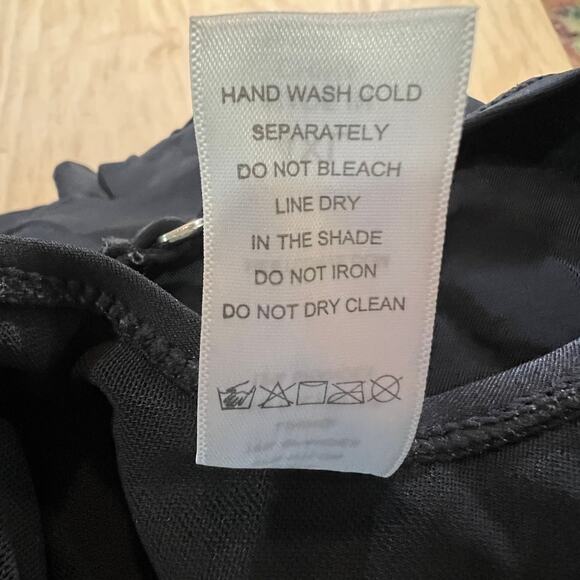 HAND WASH COLD
SEPARATELY
DO NOT BLEACH
LINE DRY
IN THE SHADE
DO NOT IRON
DO NOT DRY CLEAN